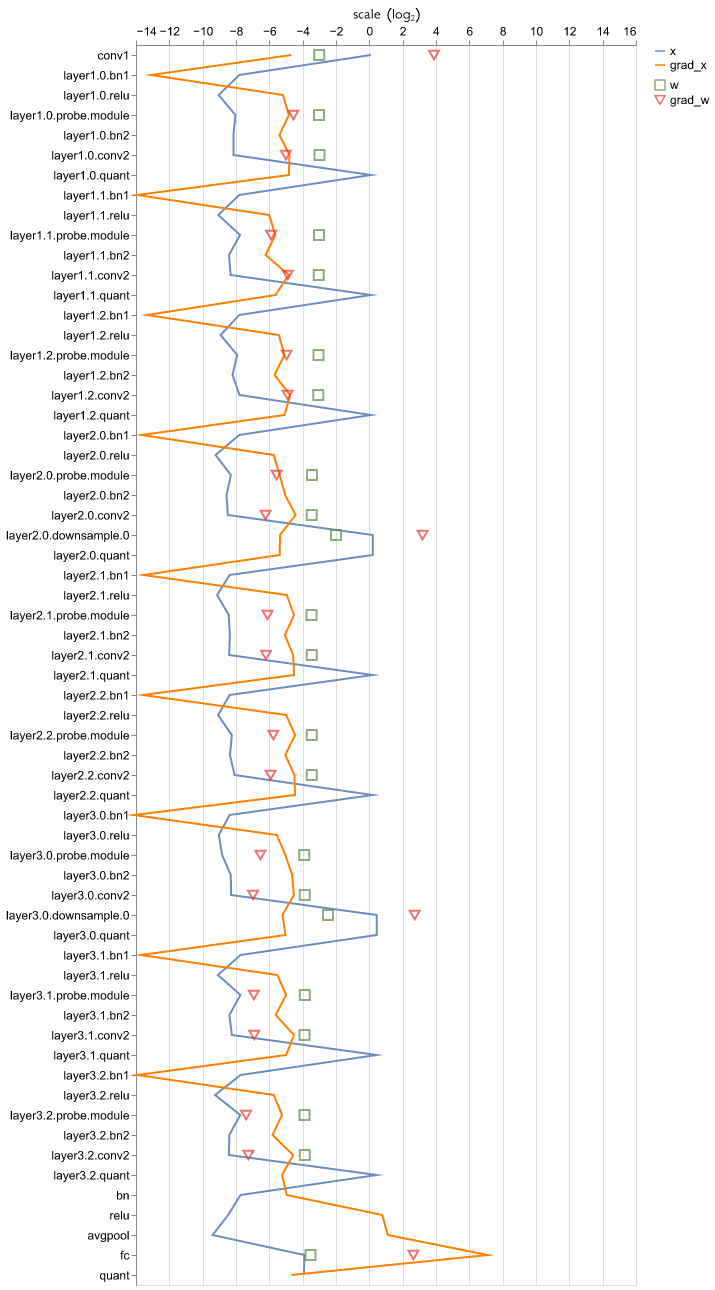 scale (log₂)
−14 −12 −10 −8 −6 −4 −2 0 2 4 6 8 10 12 14 16
x
grad_x
w
grad_w
conv1
layer1.0.bn1
layer1.0.relu
layer1.0.probe.module
layer1.0.bn2
layer1.0.conv2
layer1.0.quant
layer1.1.bn1
layer1.1.relu
layer1.1.probe.module
layer1.1.bn2
layer1.1.conv2
layer1.1.quant
layer1.2.bn1
layer1.2.relu
layer1.2.probe.module
layer1.2.bn2
layer1.2.conv2
layer1.2.quant
layer2.0.bn1
layer2.0.relu
layer2.0.probe.module
layer2.0.bn2
layer2.0.conv2
layer2.0.downsample.0
layer2.0.quant
layer2.1.bn1
layer2.1.relu
layer2.1.probe.module
layer2.1.bn2
layer2.1.conv2
layer2.1.quant
layer2.2.bn1
layer2.2.relu
layer2.2.probe.module
layer2.2.bn2
layer2.2.conv2
layer2.2.quant
layer3.0.bn1
layer3.0.relu
layer3.0.probe.module
layer3.0.bn2
layer3.0.conv2
layer3.0.downsample.0
layer3.0.quant
layer3.1.bn1
layer3.1.relu
layer3.1.probe.module
layer3.1.bn2
layer3.1.conv2
layer3.1.quant
layer3.2.bn1
layer3.2.relu
layer3.2.probe.module
layer3.2.bn2
layer3.2.conv2
layer3.2.quant
bn
relu
avgpool
fc
quant